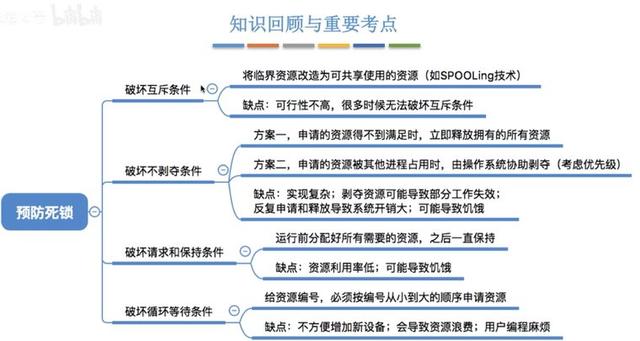 知识回顾与重要考点
预防死锁
破坏互斥条件
将临界资源改造为可共享使用的资源（如SPOOLing技术）
缺点：可行性不高，很多时候无法破坏互斥条件
破坏不剥夺条件
方案一，申请的资源得不到满足时，立即释放拥有的所有资源
方案二，申请的资源被其他进程占用时，由操作系统协助剥夺（考虑优先级）
缺点：实现复杂；剥夺资源可能导致部分工作失效；
反复申请和释放导致系统开销大；可能导致饥饿
破坏请求和保持条件
运行前分配好所有需要的资源，之后一直保持
缺点：资源利用率低；可能导致饥饿
破坏循环等待条件
给资源编号，必须按编号从小到大的顺序申请资源
缺点：不方便增加新设备；会导致资源浪费；用户编程麻烦